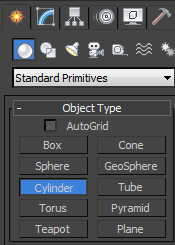 Standard Primitives
- Object Type
AutoGrid
Box Cone
Sphere GeoSphere
Cylinder Tube
Torus Pyramid
Teapot Plane